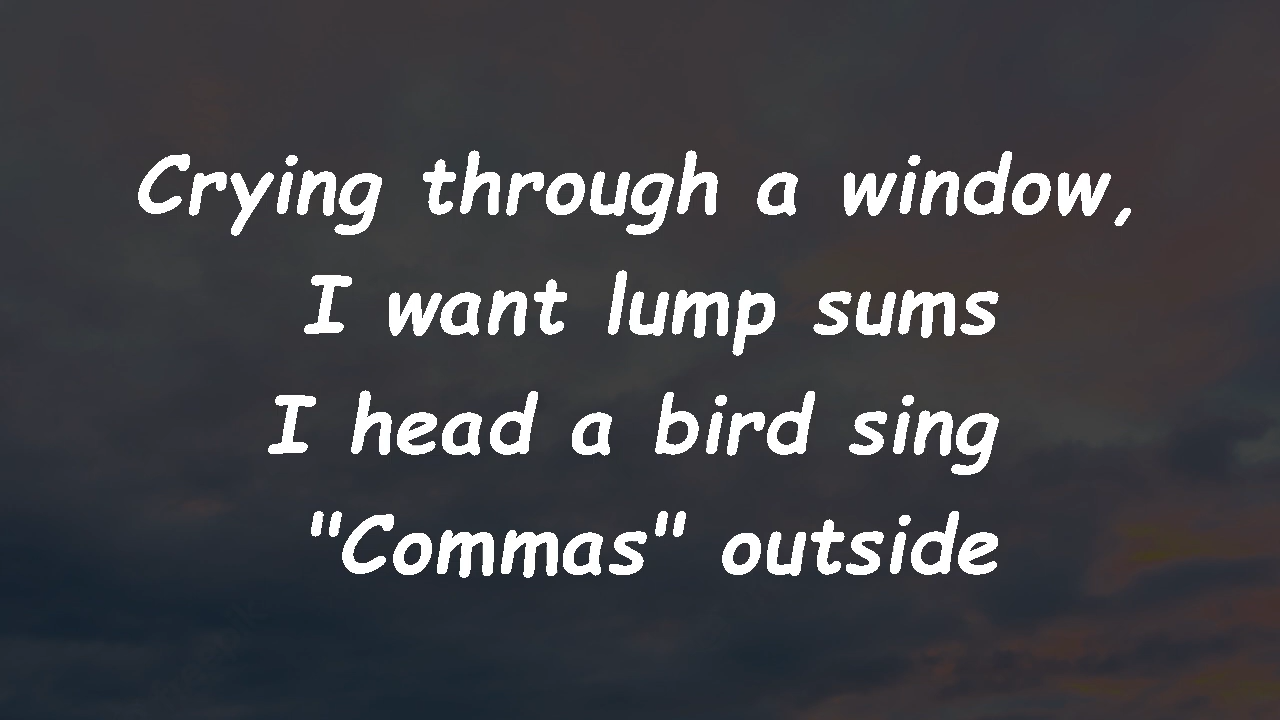 Crying through a window,
I want lump sums
I head a bird sing
"Commas" outside